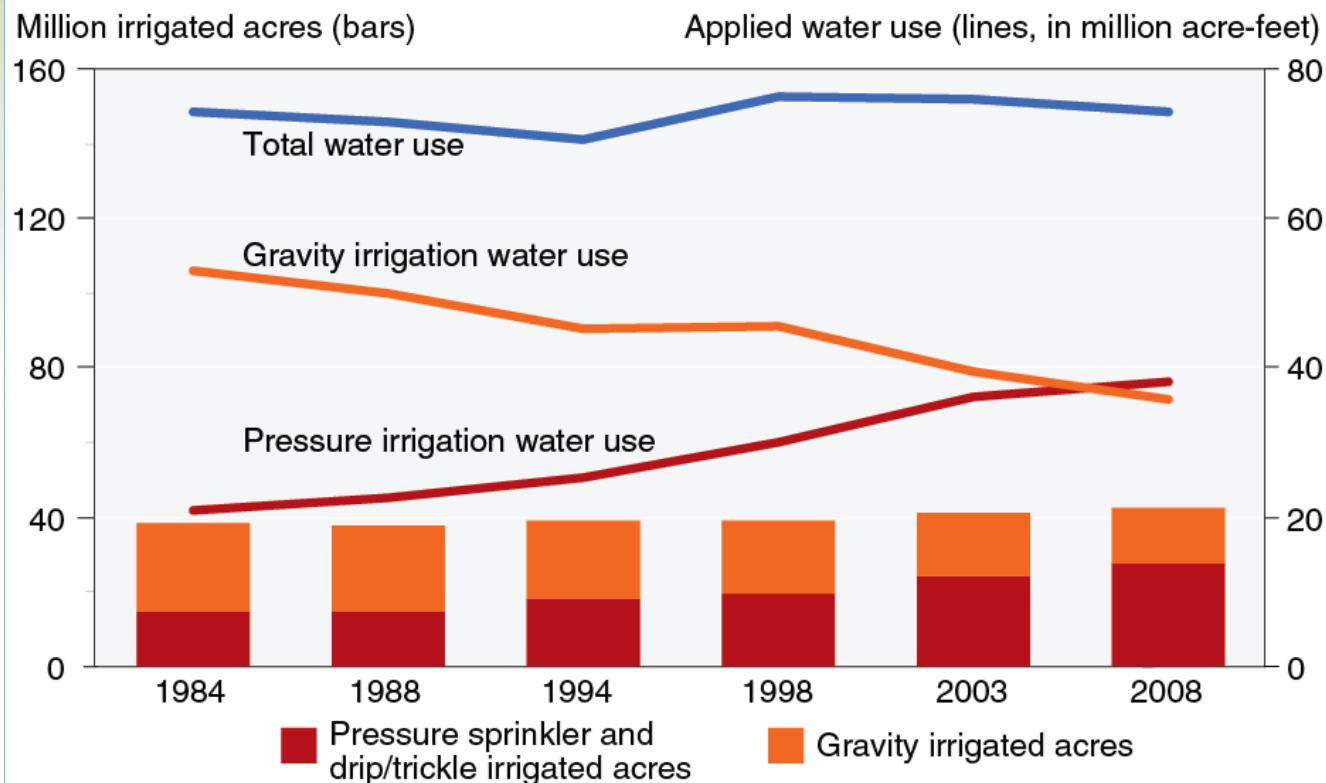 Million irrigated acres (bars)
Applied water use (lines, in million acre-feet)
160
80
Total water use
120
60
Gravity irrigation water use
80
40
Pressure irrigation water use
40
20
0
0
1984
1988
1994
1998
2003
2008
Pressure sprinkler and
drip/trickle irrigated acres
Gravity irrigated acres